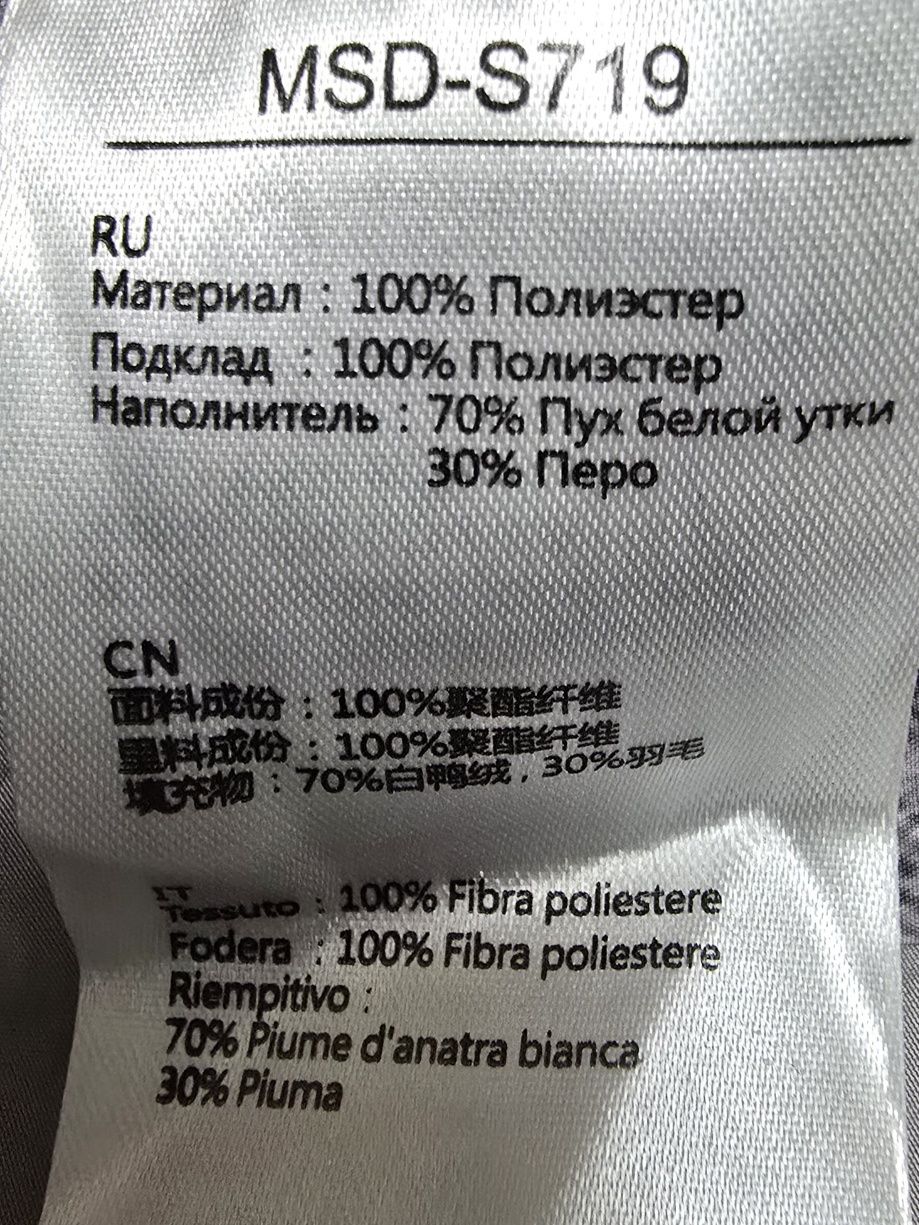 MSD-S719
RU
Материал : 100% Полиэстер
Подклад : 100% Полиэстер
Наполнитель : 70% Пух белой утки
30% Перо
CN
面料成份 : 100%聚酯纤维
里料成份 : 100%聚酯纤维
填充物 : 70%白鸭绒 , 30%羽毛
IT
Tessuto : 100% Fibra poliestere
Fodera : 100% Fibra poliestere
Riempitivo :
70% Piume d'anatra bianca
30% Piuma